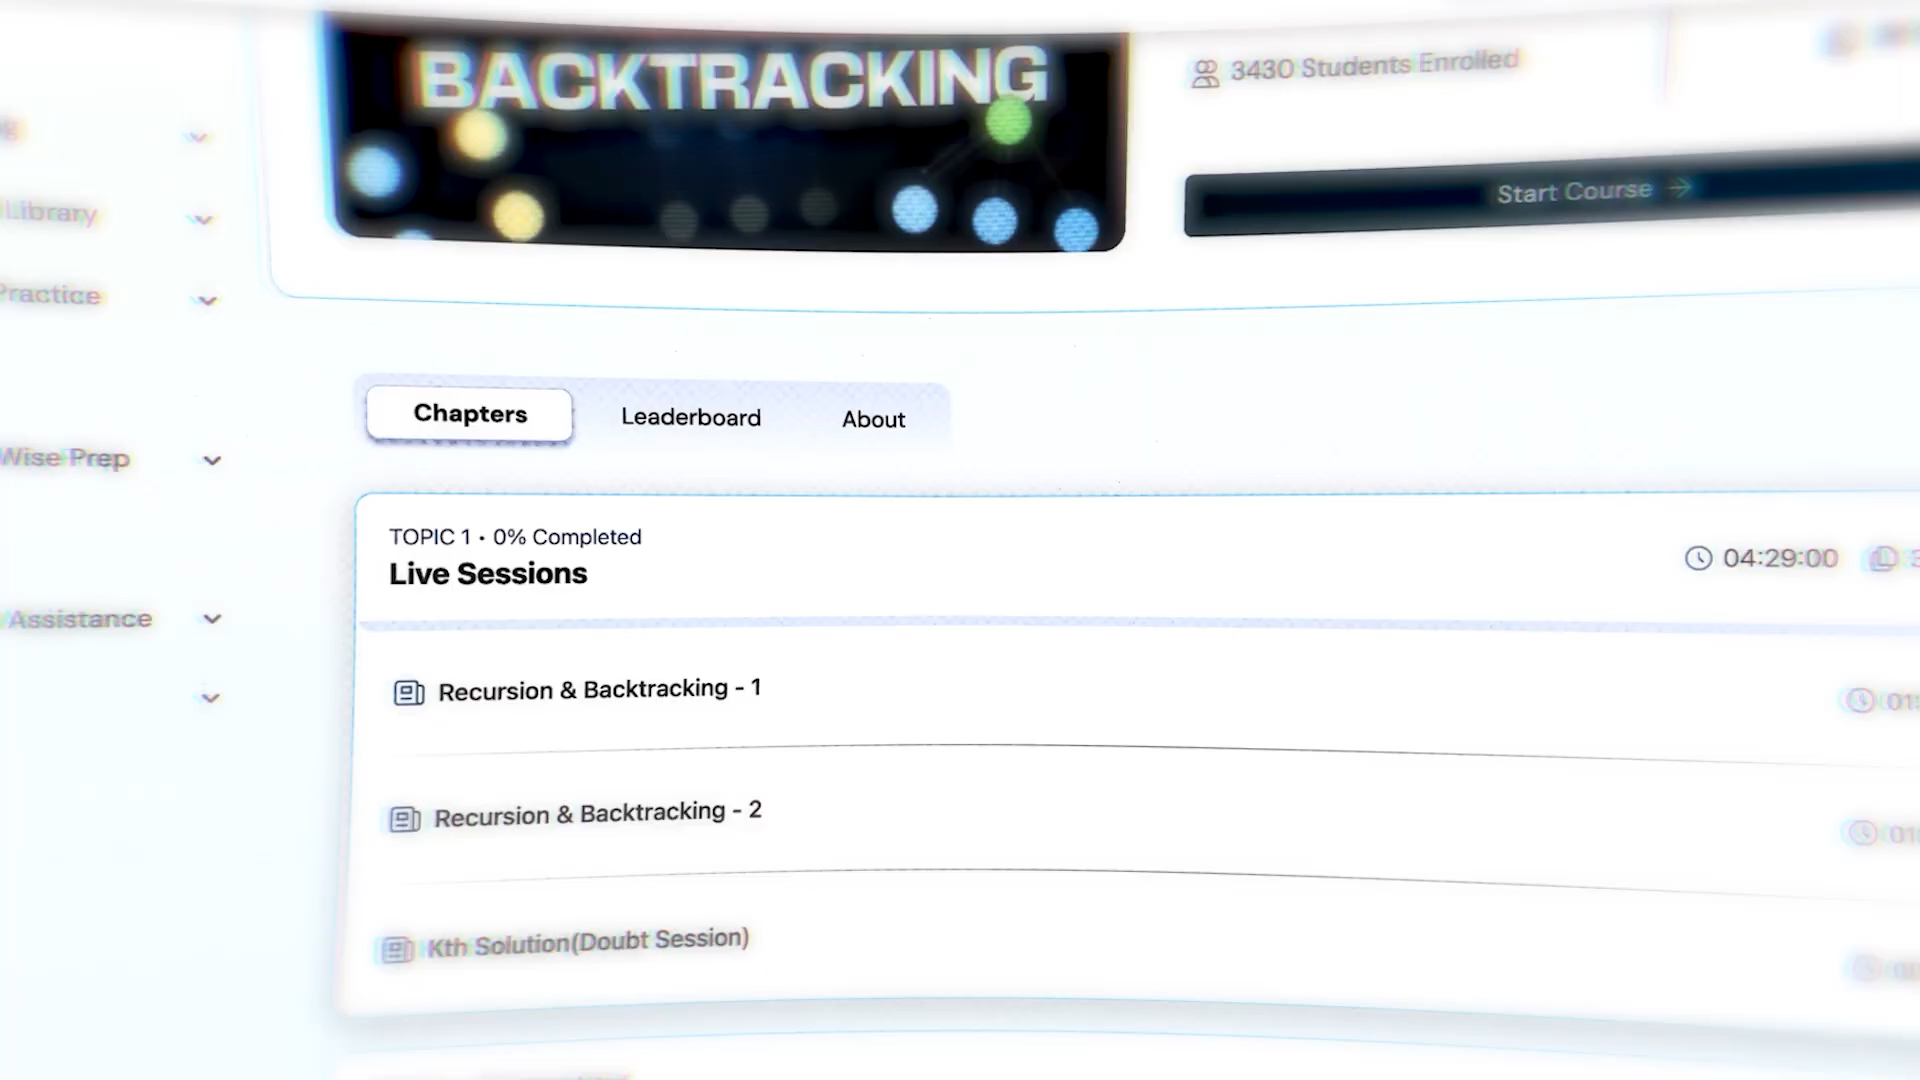 BACKTRACKING
3430 Students Enrolled
Start Course
Library
Practice
Wise Prep
Assistance
Chapters
Leaderboard
About
TOPIC 1 • 0% Completed
Live Sessions
04:29:00
Recursion & Backtracking - 1
Recursion & Backtracking - 2
Kth Solution(Doubt Session)